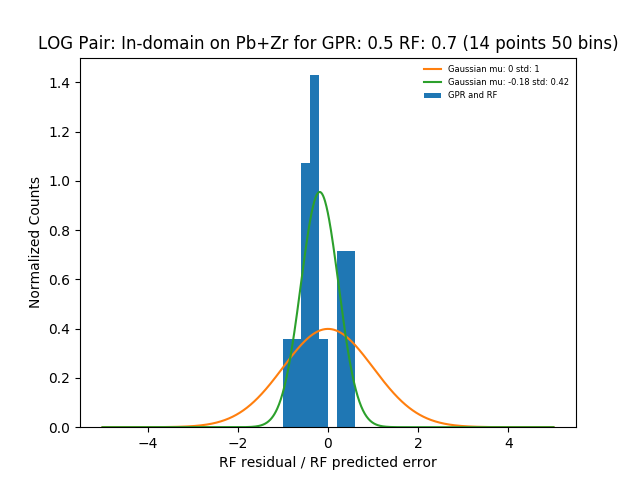 LOG Pair: In-domain on Pb+Zr for GPR: 0.5 RF: 0.7 (14 points 50 bins)
Gaussian mu: 0 std: 1
Gaussian mu: -0.18 std: 0.42
GPR and RF
Normalized Counts
1.4
1.2
1.0
0.8
0.6
0.4
0.2
0.0
−4 −2 0 2 4
RF residual / RF predicted error